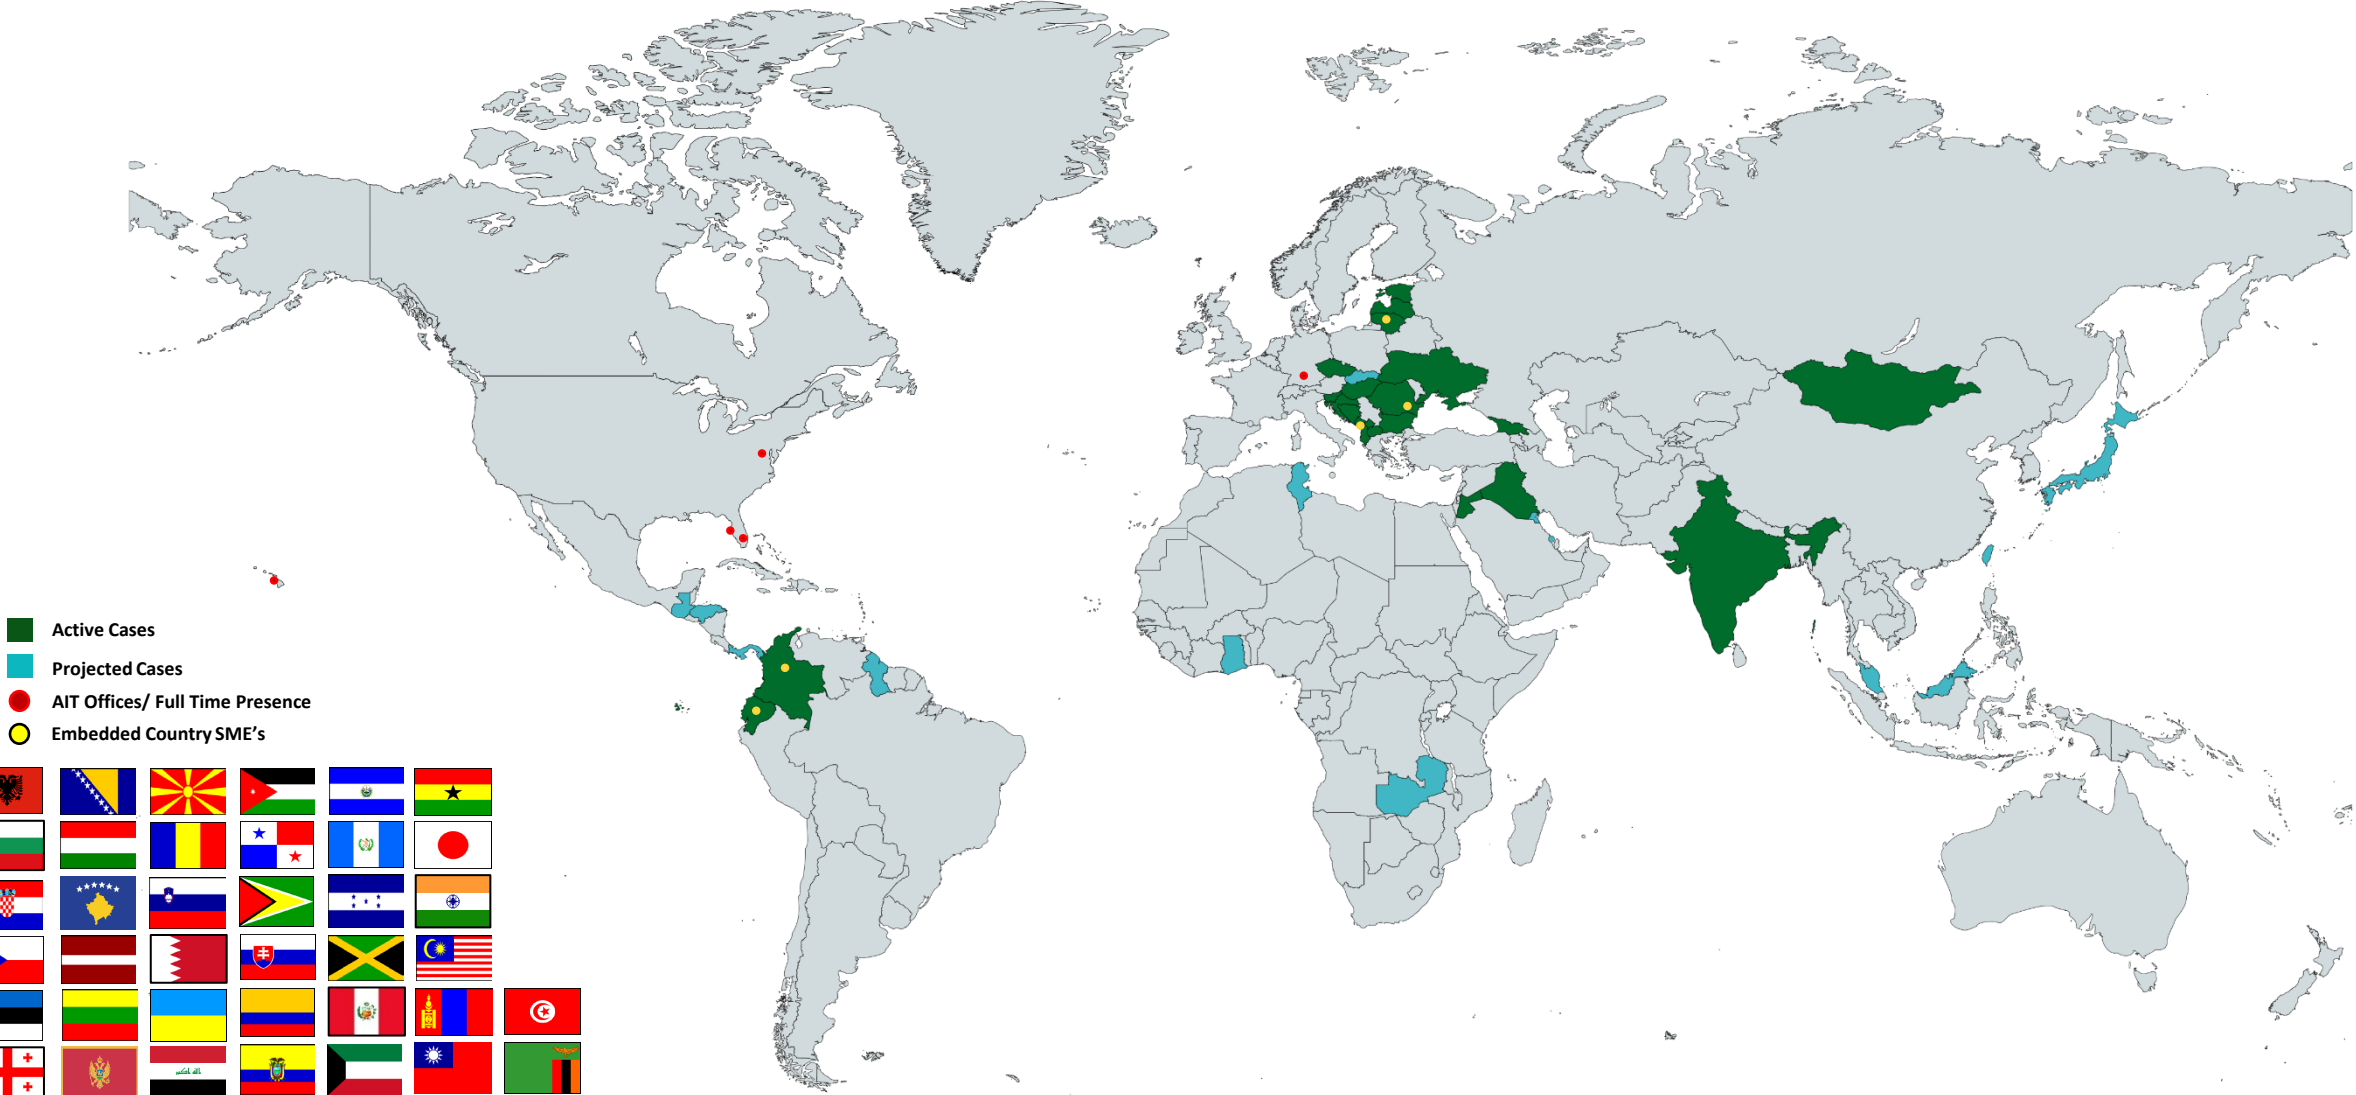 Active Cases
Projected Cases
AIT Offices/ Full Time Presence
Embedded Country SME's